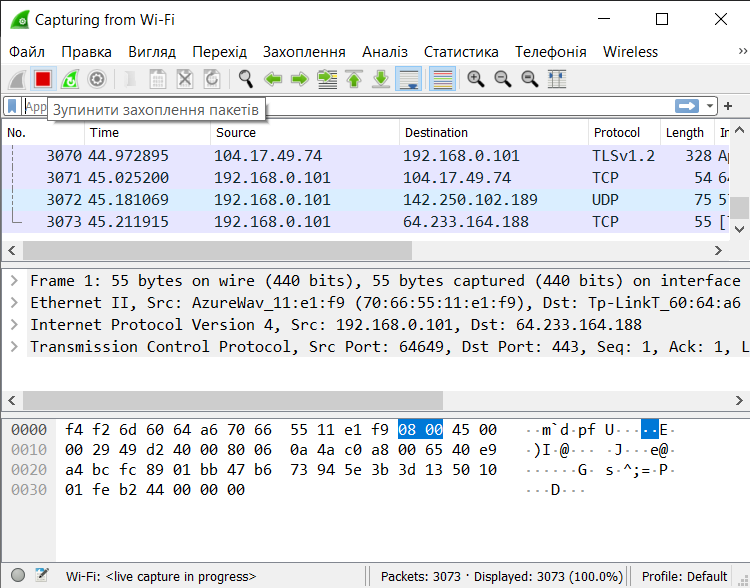 Capturing from Wi-Fi
Файл Правка Вигляд Перехід Захоплення Аналіз Статистика Телефонія Wireless »
App
Зупинити захоплення пакетів
No. Time Source Destination Protocol Length In
3070 44.972895 104.17.49.74 192.168.0.101 TLSv1.2 328 Ap
3071 45.025200 192.168.0.101 104.17.49.74 TCP 54 64
3072 45.181069 192.168.0.101 142.250.102.189 UDP 75 57
3073 45.211915 192.168.0.101 64.233.164.188 TCP 55 [
Frame 1: 55 bytes on wire (440 bits), 55 bytes captured (440 bits) on interface
Ethernet II, Src: AzureWav_11:e1:f9 (70:66:55:11:e1:f9), Dst: Tp-LinkT_60:64:a6
Internet Protocol Version 4, Src: 192.168.0.101, Dst: 64.233.164.188
Transmission Control Protocol, Src Port: 64649, Dst Port: 443, Seq: 1, Ack: 1, L
0000 f4 f2 6d 60 64 a6 70 66 55 11 e1 f9 08 00 45 00 ··m`d·pf U·····E·
0010 00 29 49 d2 40 00 80 06 0a 4a c0 a8 00 65 40 e9 ·)I·@··· ·J···e@·
0020 a4 bc fc 89 01 bb 47 b6 73 94 5e 3b 3d 13 50 10 ······G· s·^;=·P·
0030 01 fe b2 44 00 00 00 ···D···
Wi-Fi: <live capture in progress> Packets: 3073 · Displayed: 3073 (100.0%) Profile: Default